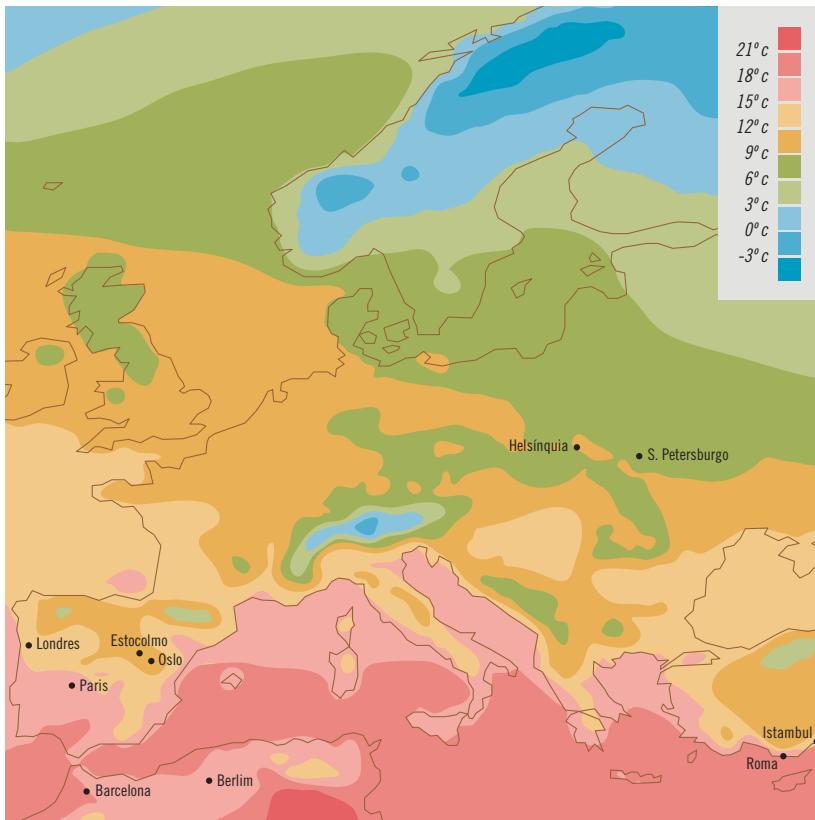 21º c
18º c
15º c
12º c
9º c
6º c
3º c
0º c
-3º c
Helsínquia
S. Petersburgo
Londres
Estocolmo
Oslo
Paris
Istambul
Roma
Barcelona
Berlim